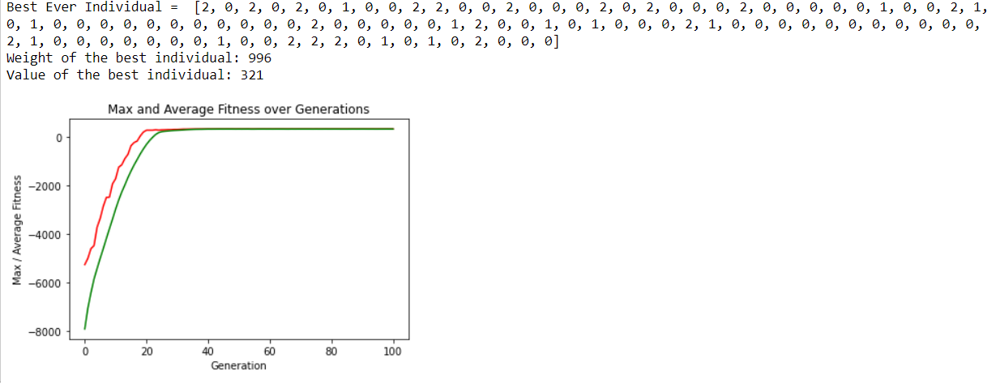 Best Ever Individual =  [2, 0, 2, 0, 2, 0, 1, 0, 0, 2, 2, 0, 0, 2, 0, 0, 0, 2, 0, 2, 0, 0, 0, 2, 0, 0, 0, 0, 0, 1, 0, 0, 2, 1,
0, 1, 0, 0, 0, 0, 0, 0, 0, 0, 0, 0, 0, 2, 0, 0, 0, 0, 0, 1, 2, 0, 0, 1, 0, 1, 0, 0, 0, 2, 1, 0, 0, 0, 0, 0, 0, 0, 0, 0, 0, 0,
2, 1, 0, 0, 0, 0, 0, 0, 0, 1, 0, 0, 2, 2, 2, 0, 1, 0, 1, 0, 2, 0, 0, 0]
Weight of the best individual: 996
Value of the best individual: 321
Max and Average Fitness over Generations
Max / Average Fitness
0
−2000
−4000
−6000
−8000
0 20 40 60 80 100
Generation